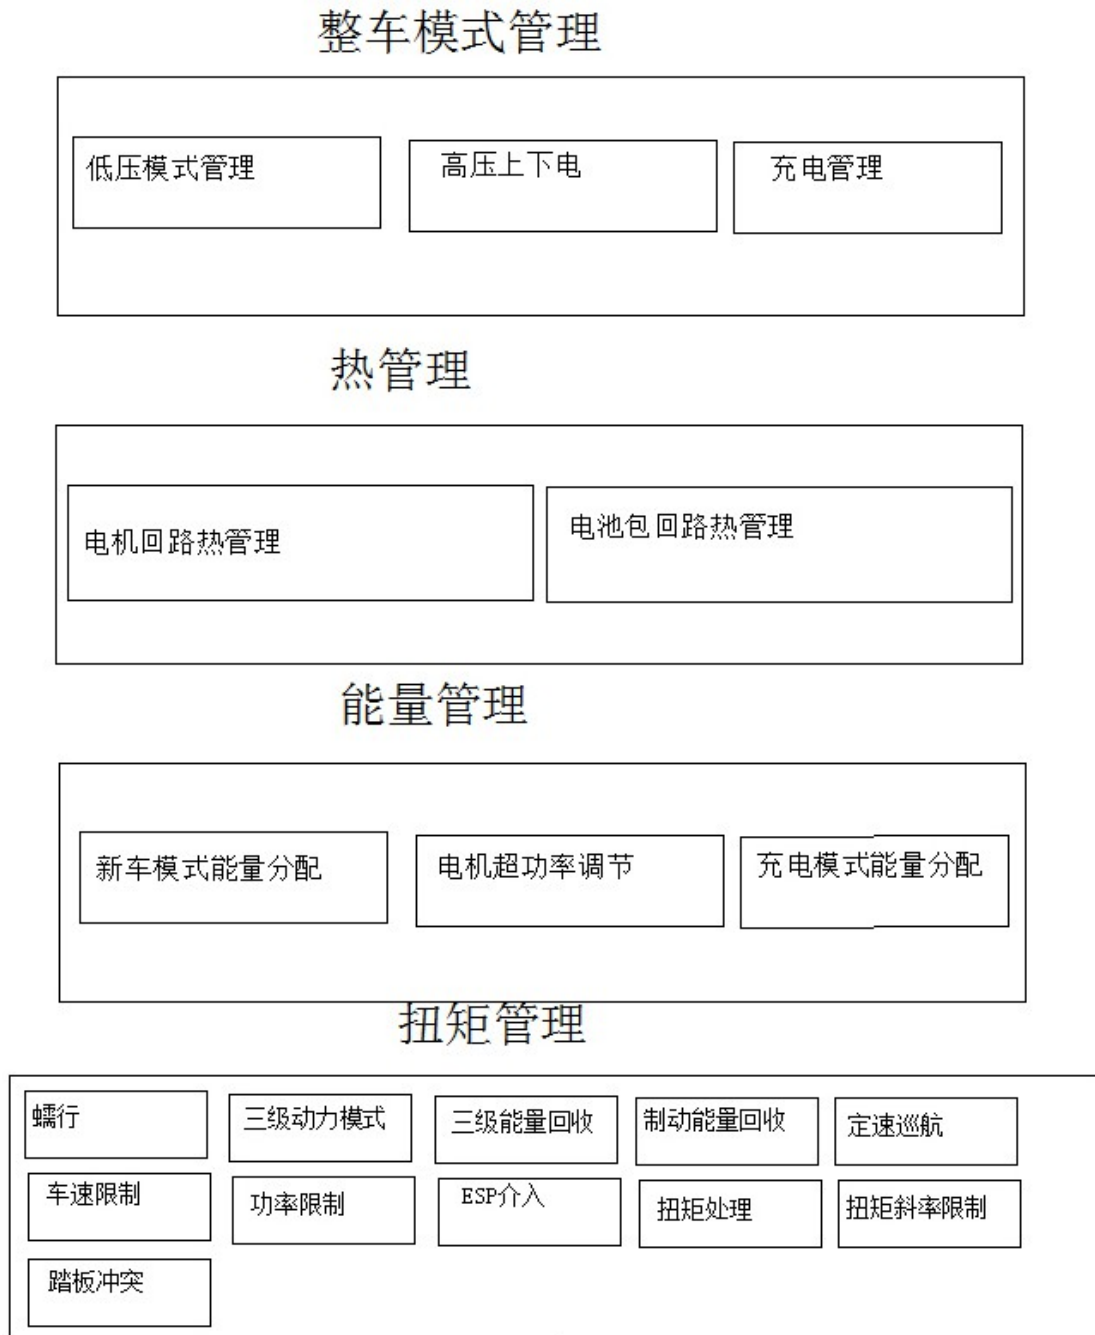 整车模式管理
低压模式管理
高压上下电
充电管理
热管理
电机回路热管理
电池包回路热管理
能量管理
新车模式能量分配
电机超功率调节
充电模式能量分配
扭矩管理
蠕行
三级动力模式
三级能量回收
制动能量回收
定速巡航
车速限制
功率限制
ESP介入
扭矩处理
扭矩斜率限制
踏板冲突